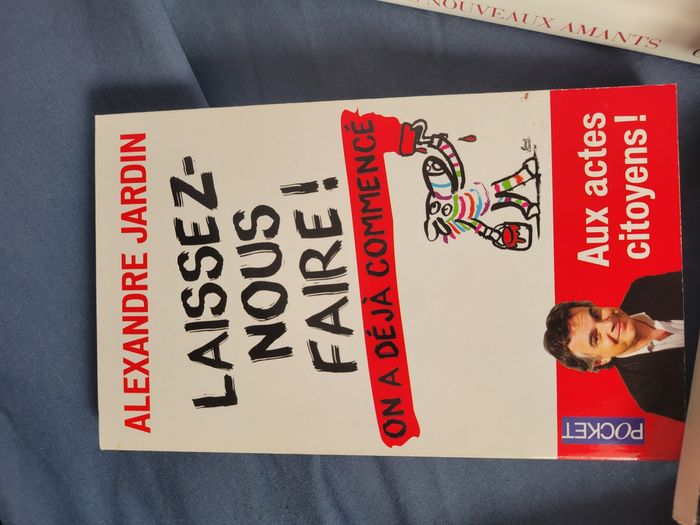 ALEXANDRE JARDIN
LAISSEZ-
NOUS
FAIRE !
ON A DÉJÀ COMMENCÉ
Aux actes
citoyens !
POCKET
NOUVEAUX AMANTS